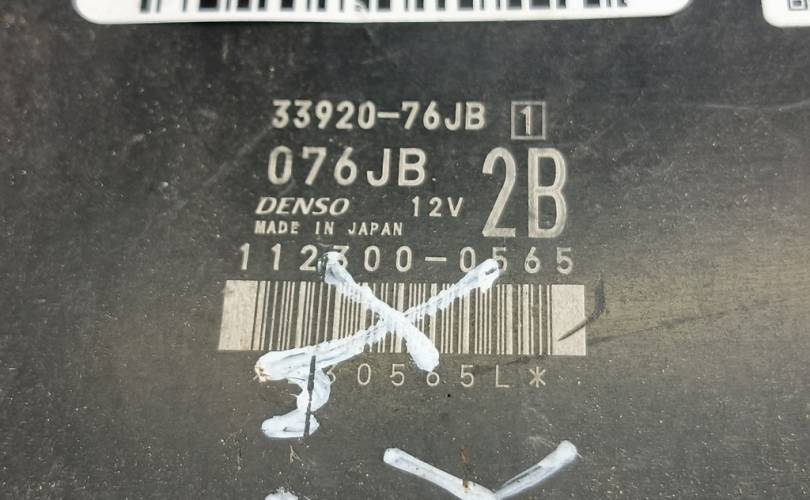 33920-76JB 1
076JB 2B
DENSO 12V
MADE IN JAPAN
112300-0565
0565L*